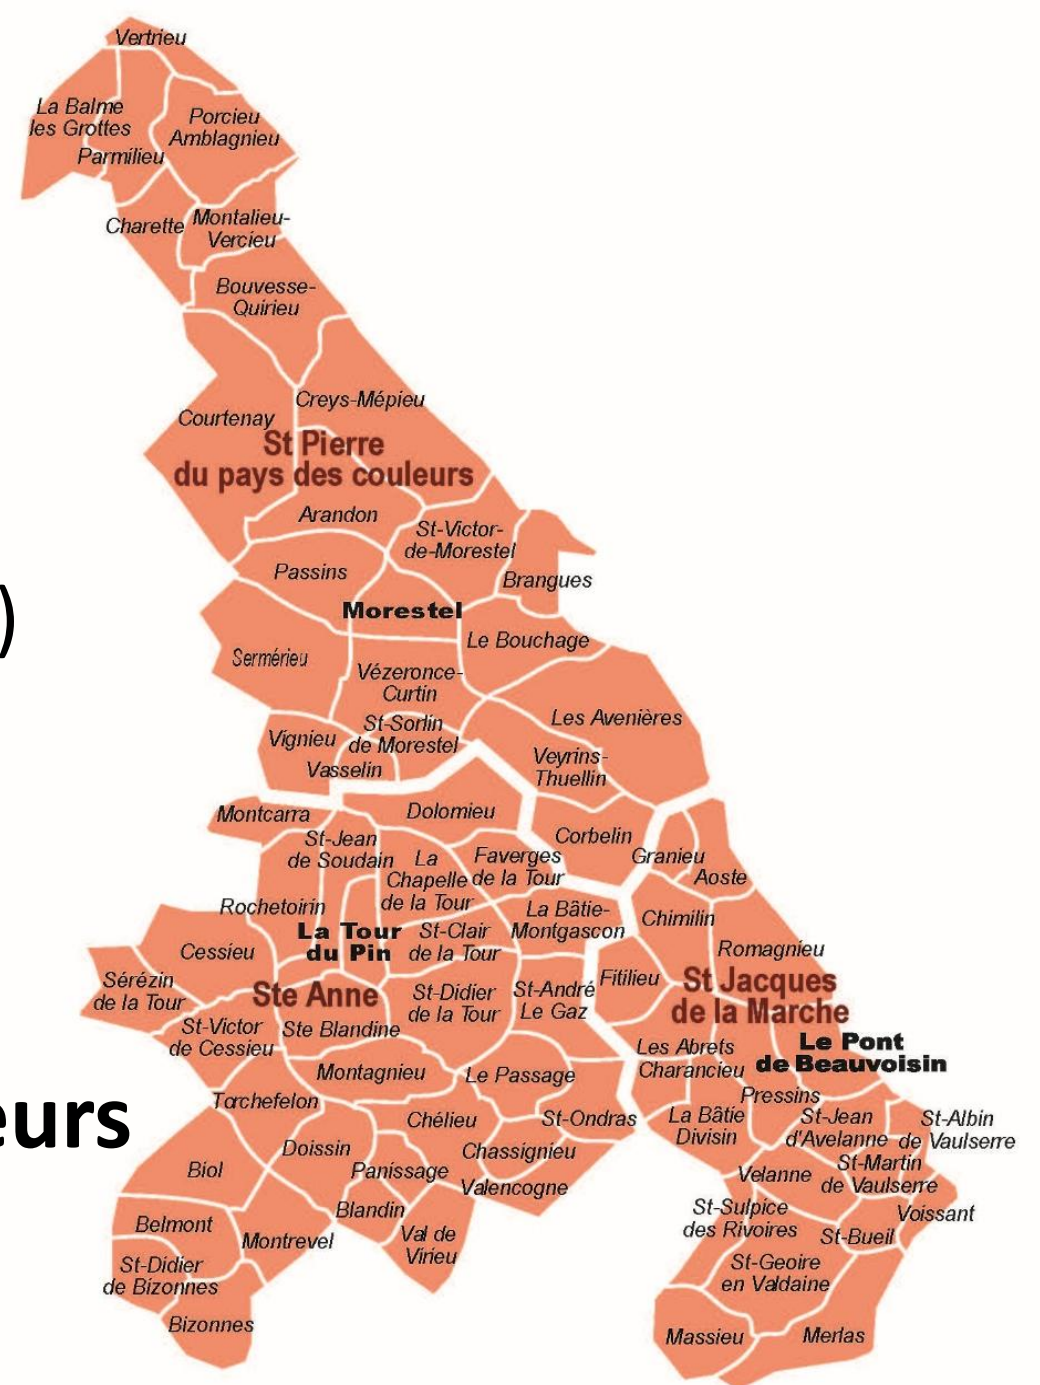 Vertrieu
La Balme
les Grottes
Porcieu
Amblagnieu
Parmilieu
Charette
Montalieu-
Vercieu
Bouvesse-
Quirieu
Creys-Mépieu
Courtenay
St Pierre
du pays des couleurs
Arandon
St-Victor-
de-Morestel
Passins
Brangues
)
Morestel
Le Bouchage
Sermérieu
Vézeronce-
Curtin
Les Avenières
St-Sorlin
de Morestel
Vignieu
Vasselin
Veyrins-
Thuellin
Montcarra
Dolomieu
Corbelin
St-Jean
de Soudain
La
Chapelle
de la Tour
Faverges
de la Tour
Granieu
Aoste
Rochetoirin
La Bâtie-
Montgascon
Chimilin
La Tour
du Pin
St-Clair
de la Tour
Romagnieu
Cessieu
Sérézin
de la Tour
Ste Anne
St-Didier
de la Tour
St-André
Le Gaz
Fitilieu
St Jacques
de la Marche
St-Victor
de Cessieu
Ste Blandine
Les Abrets
Charancieu
Le Pont
de Beauvoisin
Montagnieu
Le Passage
Pressins
Torchefelon
eurs
Chélieu
St-Ondras
La Bâtie
Divisin
St-Jean
d'Avelanne
St-Albin
de Vaulserre
Doissin
Chassignieu
Biol
Panissage
Valencogne
Velanne
St-Martin
de Vaulserre
Blandin
St-Sulpice
des Rivoires
Voissant
Belmont
Montrevel
Val de
Virieu
St-Bueil
St-Didier
de Bizonnes
St-Geoire
en Valdaine
Bizonnes
Massieu
Merlas